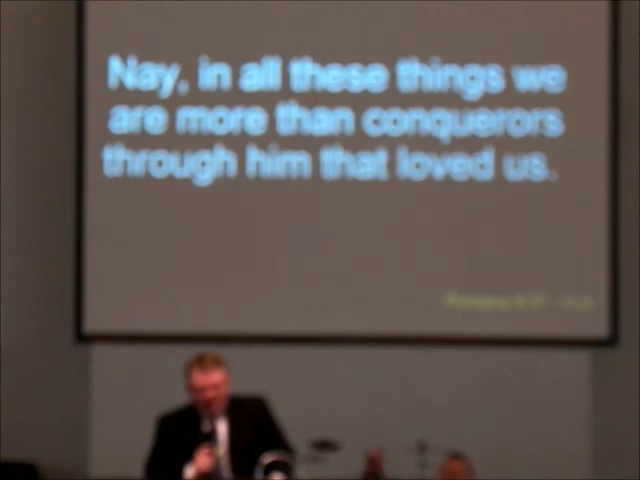 Nay, in all these things we
are more than conquerors
through him that loved us.